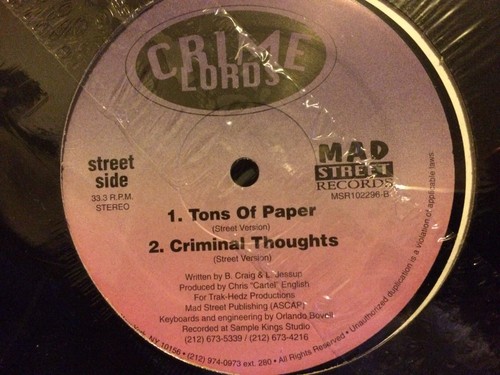 CRIME
LORDS
street
side
33.3 R.P.M.
STEREO
MAD
STREET
RECORDS
MSR102296-B
1. Tons Of Paper
(Street Version)
2. Criminal Thoughts
(Street Version)
Written by B. Craig & L. Jessup
Produced by Chris "Cartel" English
For Trak-Hedz Productions
Mad Street Publishing (ASCAP)
Keyboards and engineering by Orlando Bovell
Recorded at Sample Kings Studio
(212) 673-5339 / (212) 673-4216
York, NY, 10156 • (212) 974-0973 ext. 280 • All Rights Reserved • Unauthorized duplication is a violation of applicable laws